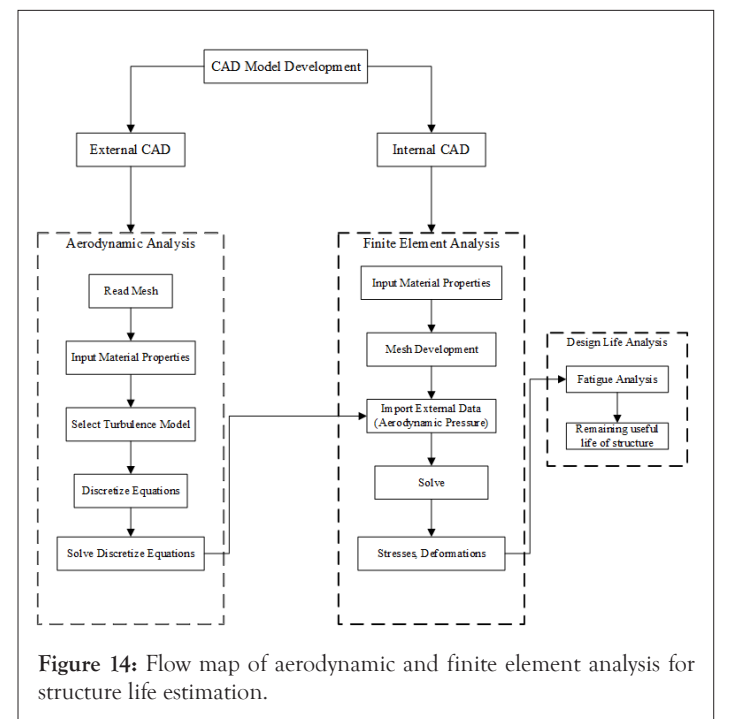 CAD Model Development
External CAD
Internal CAD
Aerodynamic Analysis
Read Mesh
Input Material Properties
Select Turbulence Model
Discretize Equations
Solve Discretize Equations
Finite Element Analysis
Input Material Properties
Mesh Development
Import External Data
(Aerodynamic Pressure)
Solve
Stresses, Deformations
Design Life Analysis
Fatigue Analysis
Remaining useful
life of structure
Figure 14: Flow map of aerodynamic and finite element analysis for
structure life estimation.